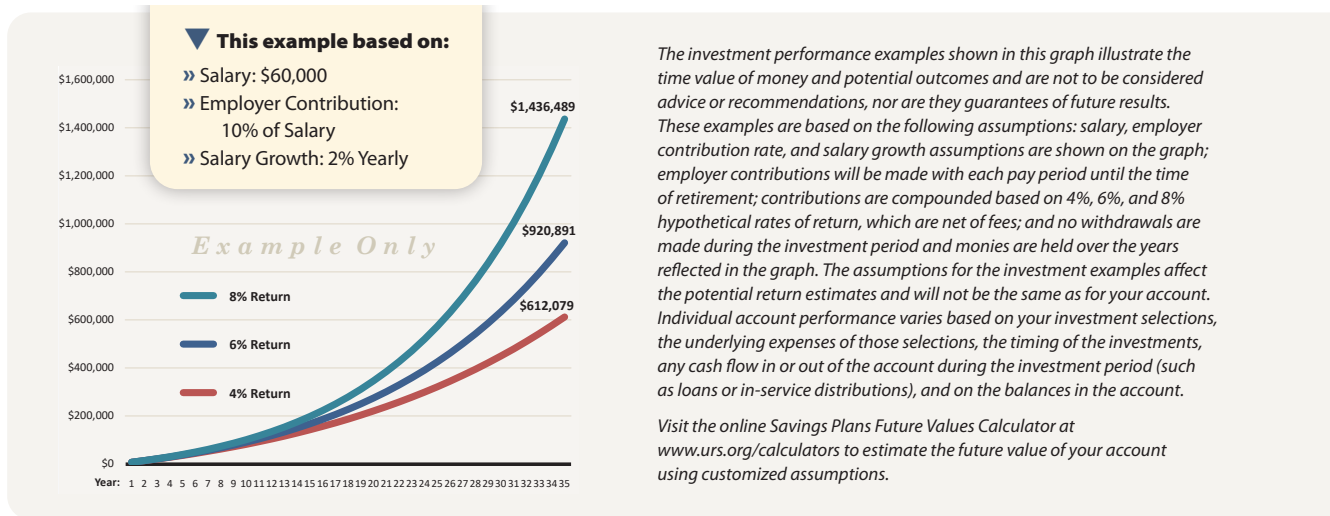 ▼ This example based on:
» Salary: $60,000
» Employer Contribution:
10% of Salary
» Salary Growth: 2% Yearly
$1,600,000
$1,400,000
$1,200,000
$1,000,000
$800,000
$600,000
$400,000
$200,000
$0
$1,436,489
$920,891
$612,079
Example Only
8% Return
6% Return
4% Return
Year: 1 2 3 4 5 6 7 8 9 10 11 12 13 14 15 16 17 18 19 20 21 22 23 24 25 26 27 28 29 30 31 32 33 34 35
The investment performance examples shown in this graph illustrate the
time value of money and potential outcomes and are not to be considered
advice or recommendations, nor are they guarantees of future results.
These examples are based on the following assumptions: salary, employer
contribution rate, and salary growth assumptions are shown on the graph;
employer contributions will be made with each pay period until the time
of retirement; contributions are compounded based on 4%, 6%, and 8%
hypothetical rates of return, which are net of fees; and no withdrawals are
made during the investment period and monies are held over the years
reflected in the graph. The assumptions for the investment examples affect
the potential return estimates and will not be the same as for your account.
Individual account performance varies based on your investment selections,
the underlying expenses of those selections, the timing of the investments,
any cash flow in or out of the account during the investment period (such
as loans or in-service distributions), and on the balances in the account.
Visit the online Savings Plans Future Values Calculator at
www.urs.org/calculators to estimate the future value of your account
using customized assumptions.